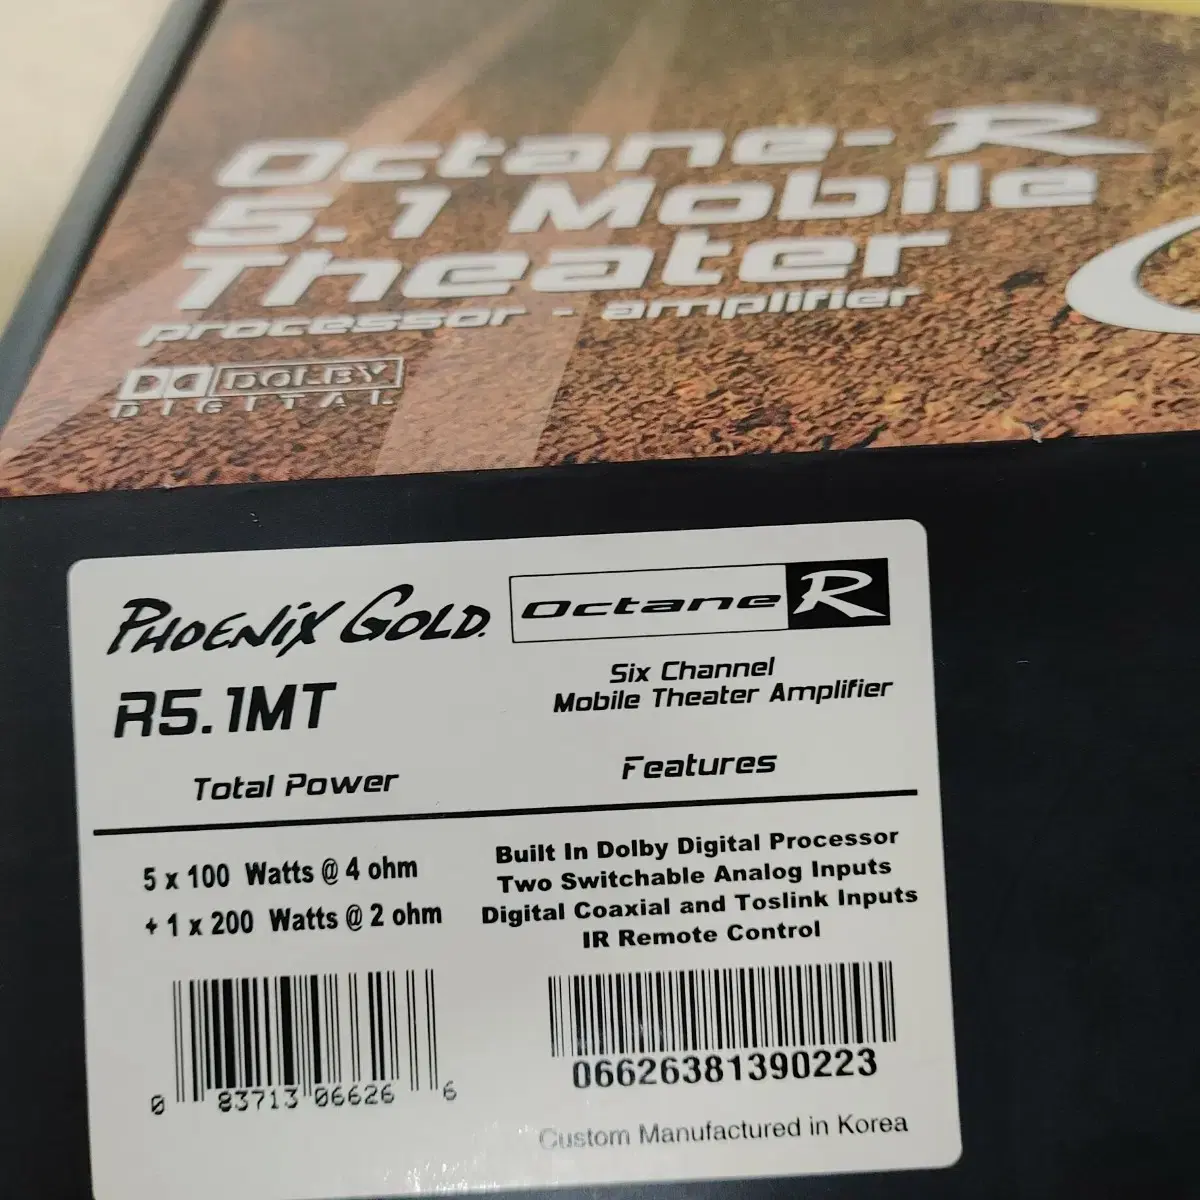 Octane-R
5.1 Mobile
Theater
processor - amplifier
DOLBY
DIGITAL
PHOENIX GOLD.
Octane R
R5.1MT
Six Channel
Mobile Theater Amplifier
Total Power
Features
5 x 100 Watts @ 4 ohm
+ 1 x 200 Watts @ 2 ohm
Built In Dolby Digital Processor
Two Switchable Analog Inputs
Digital Coaxial and Toslink Inputs
IR Remote Control
0 83713 06626 6
06626381390223
Custom Manufactured in Korea